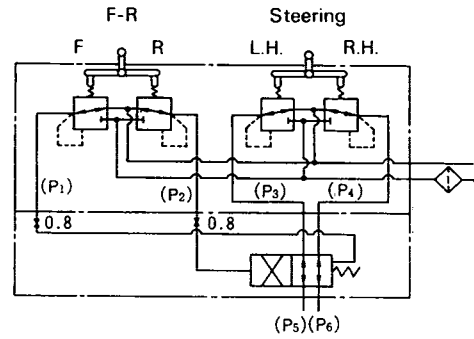 F-R Steering
F R L.H. R.H.
(P₁) (P₂) (P₃) (P₄)
0.8 0.8
(P₅) (P₆)